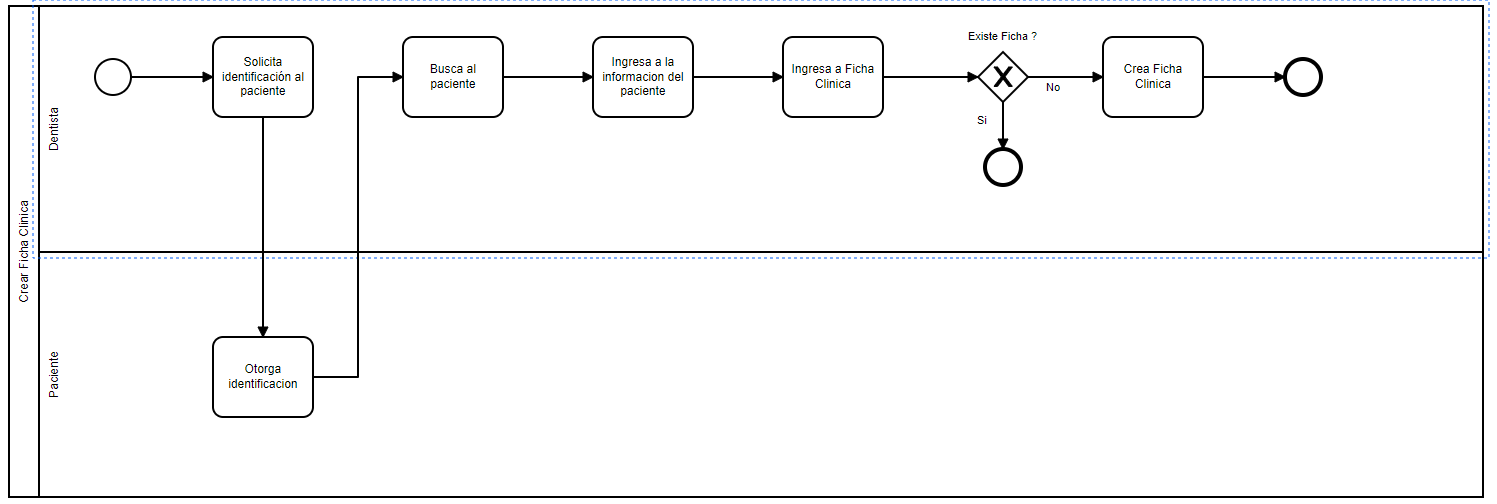 Crear Ficha Clinica
Dentista
Solicita
identificación al
paciente
Busca al
paciente
Ingresa a la
informacion del
paciente
Ingresa a Ficha
Clinica
Existe Ficha ?
No
Si
Crea Ficha
Clinica
Paciente
Otorga
identificacion